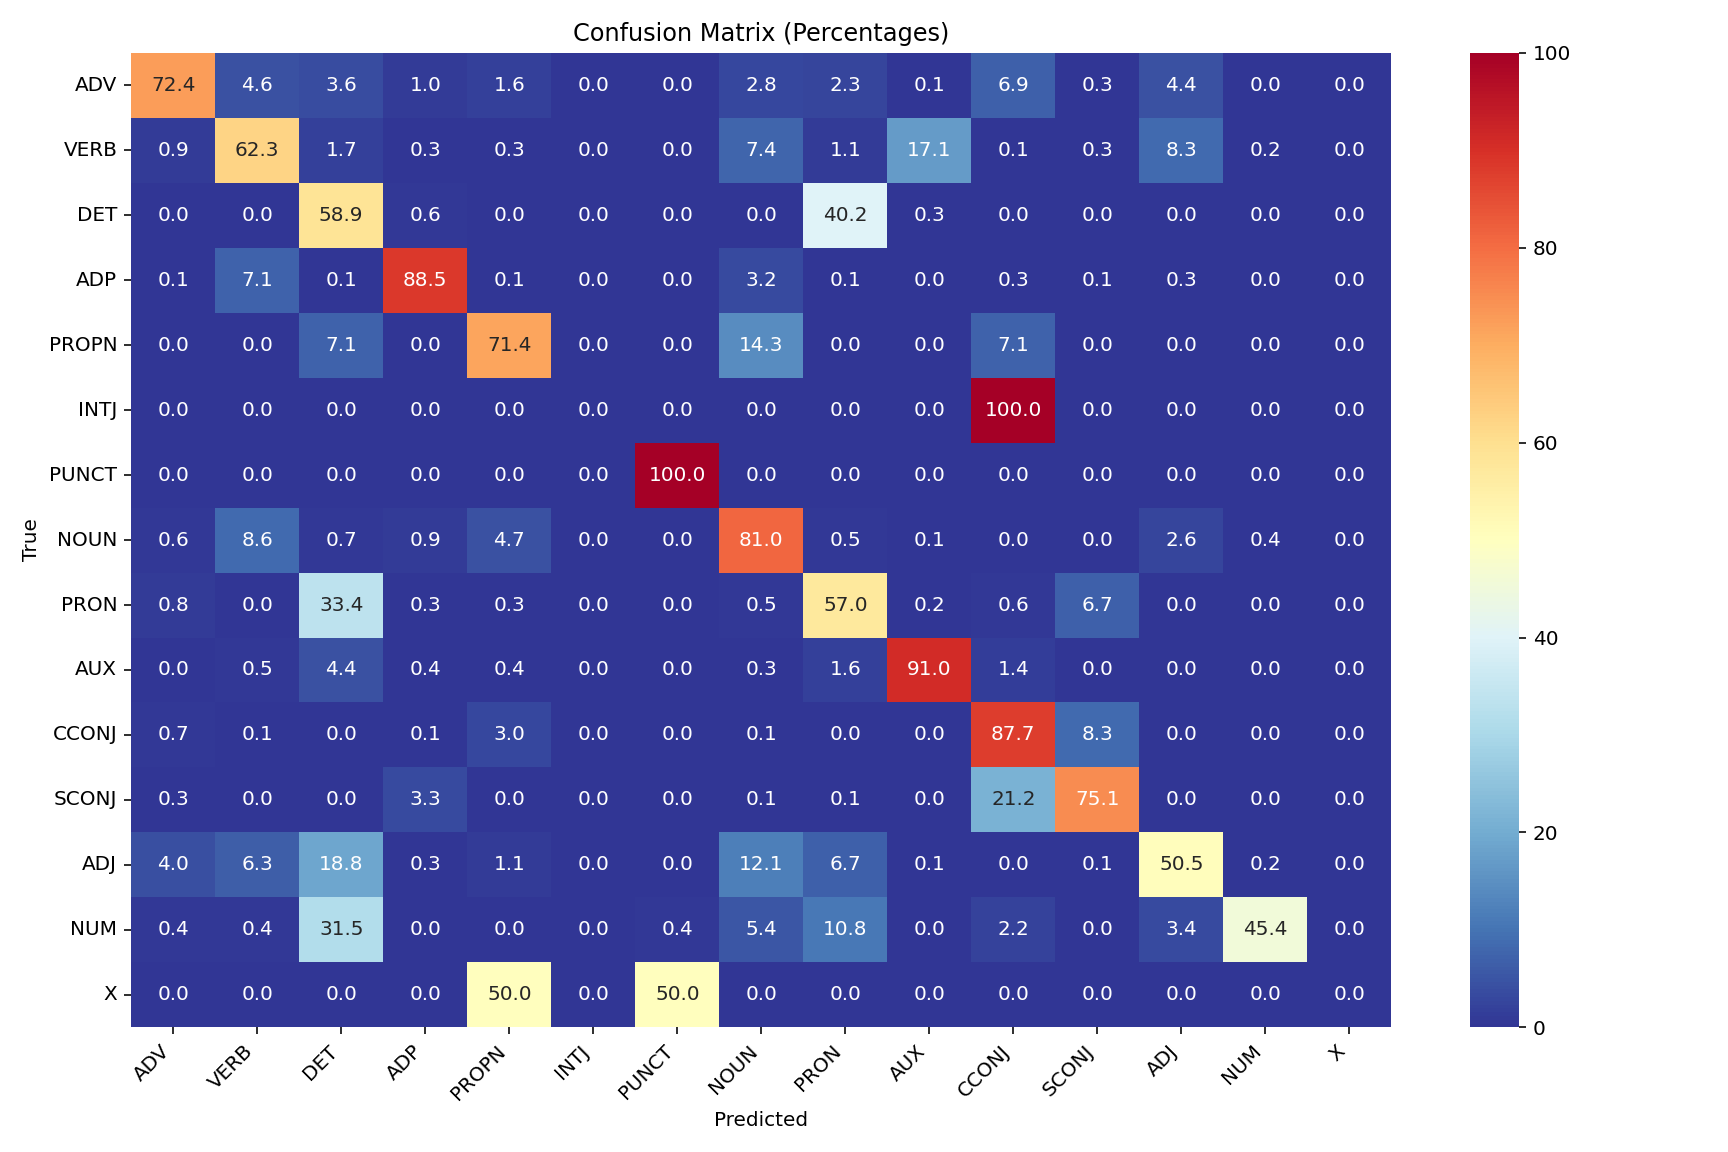 Confusion Matrix (Percentages)
ADV 72.4 4.6 3.6 1.0 1.6 0.0 0.0 2.8 2.3 0.1 6.9 0.3 4.4 0.0 0.0
VERB 0.9 62.3 1.7 0.3 0.3 0.0 0.0 7.4 1.1 17.1 0.1 0.3 8.3 0.2 0.0
DET 0.0 0.0 58.9 0.6 0.0 0.0 0.0 0.0 40.2 0.3 0.0 0.0 0.0 0.0 0.0
ADP 0.1 7.1 0.1 88.5 0.1 0.0 0.0 3.2 0.1 0.0 0.3 0.1 0.3 0.0 0.0
PROPN 0.0 0.0 7.1 0.0 71.4 0.0 0.0 14.3 0.0 0.0 7.1 0.0 0.0 0.0 0.0
INTJ 0.0 0.0 0.0 0.0 0.0 0.0 0.0 0.0 0.0 0.0 100.0 0.0 0.0 0.0 0.0
PUNCT 0.0 0.0 0.0 0.0 0.0 0.0 100.0 0.0 0.0 0.0 0.0 0.0 0.0 0.0 0.0
NOUN 0.6 8.6 0.7 0.9 4.7 0.0 0.0 81.0 0.5 0.1 0.0 0.0 2.6 0.4 0.0
PRON 0.8 0.0 33.4 0.3 0.3 0.0 0.0 0.5 57.0 0.2 0.6 6.7 0.0 0.0 0.0
AUX 0.0 0.5 4.4 0.4 0.4 0.0 0.0 0.3 1.6 91.0 1.4 0.0 0.0 0.0 0.0
CCONJ 0.7 0.1 0.0 0.1 3.0 0.0 0.0 0.1 0.0 0.0 87.7 8.3 0.0 0.0 0.0
SCONJ 0.3 0.0 0.0 3.3 0.0 0.0 0.0 0.1 0.1 0.0 21.2 75.1 0.0 0.0 0.0
ADJ 4.0 6.3 18.8 0.3 1.1 0.0 0.0 12.1 6.7 0.1 0.0 0.1 50.5 0.2 0.0
NUM 0.4 0.4 31.5 0.0 0.0 0.0 0.4 5.4 10.8 0.0 2.2 0.0 3.4 45.4 0.0
X 0.0 0.0 0.0 0.0 50.0 0.0 50.0 0.0 0.0 0.0 0.0 0.0 0.0 0.0 0.0
ADV VERB DET ADP PROPN INTJ PUNCT NOUN PRON AUX CCONJ SCONJ ADJ NUM X
Predicted
True
100
80
60
40
20
0